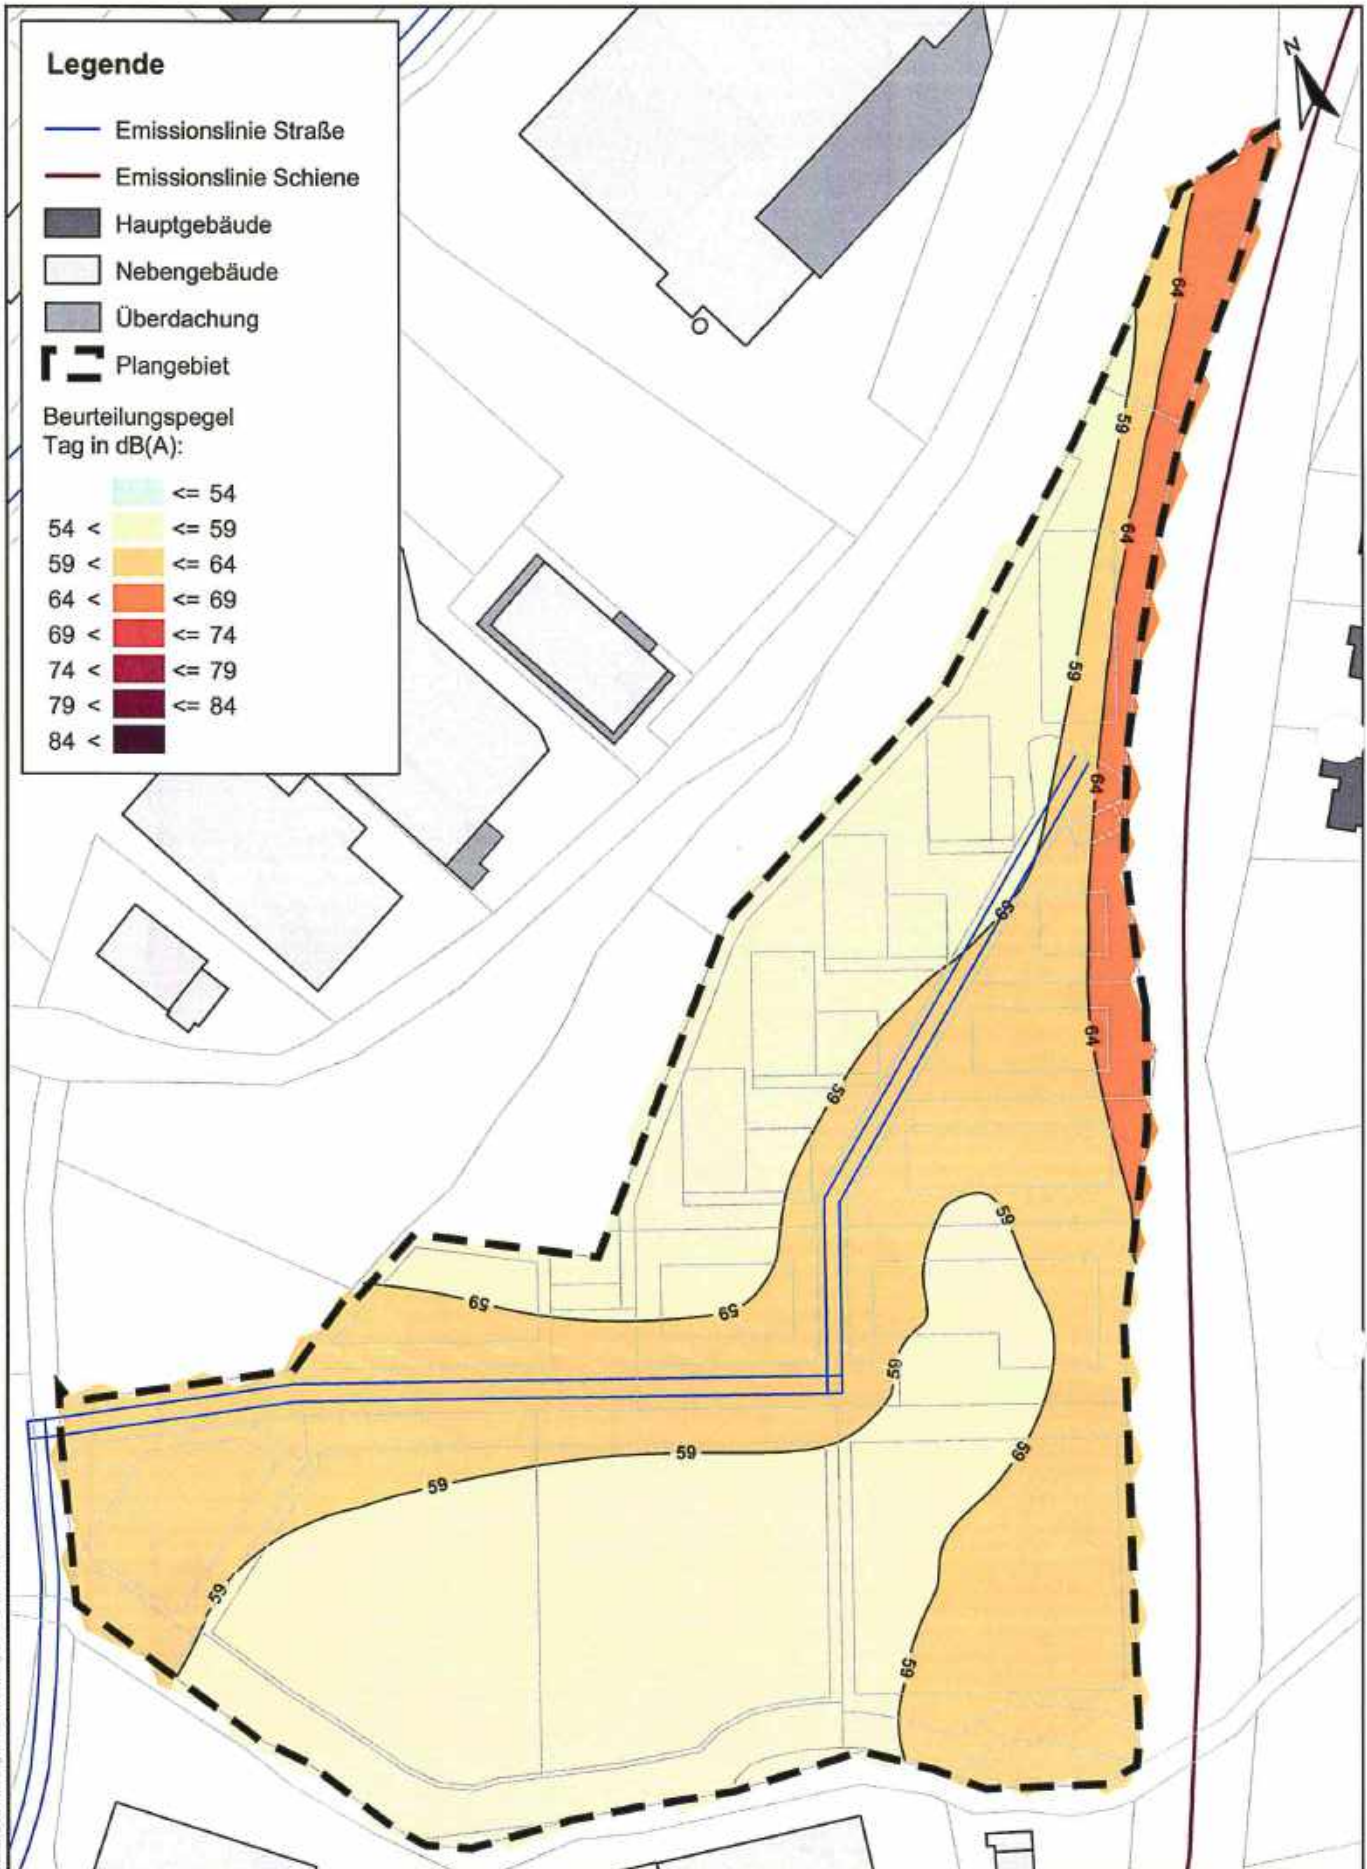 Legende
Emissionslinie Straße
Emissionslinie Schiene
Hauptgebäude
Nebengebäude
Überdachung
Plangebiet
Beurteilungspegel
Tag in dB(A):
<= 54
54 < <= 59
59 < <= 64
64 < <= 69
69 < <= 74
74 < <= 79
79 < <= 84
84 <
N
64
59
64
59
64
59
64
59
59
59
59
59
59
59
59
59
59